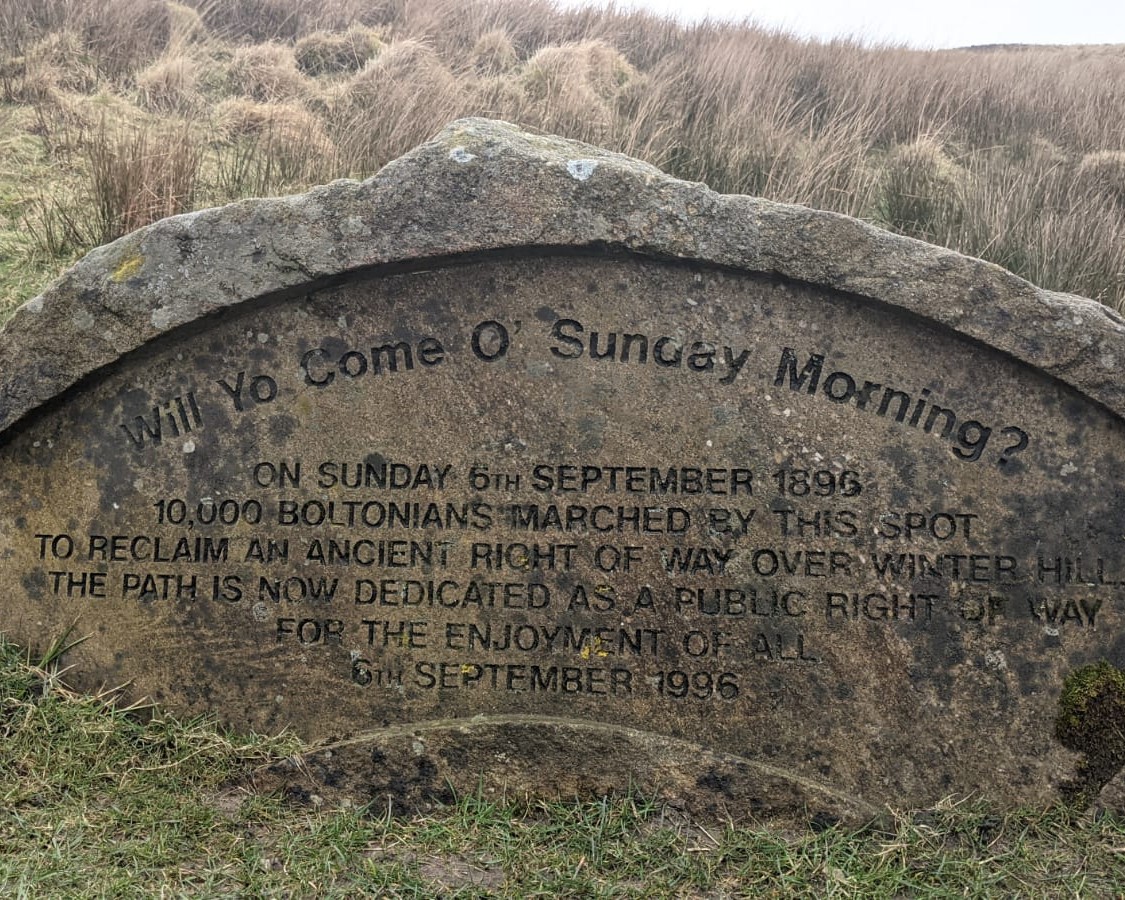 Will Yo Come O' Sunday Morning?
ON SUNDAY 6TH SEPTEMBER 1896
10,000 BOLTONIANS MARCHED BY THIS SPOT
TO RECLAIM AN ANCIENT RIGHT OF WAY OVER WINTER HILL.
THE PATH IS NOW DEDICATED AS A PUBLIC RIGHT OF WAY
FOR THE ENJOYMENT OF ALL
6TH SEPTEMBER 1996